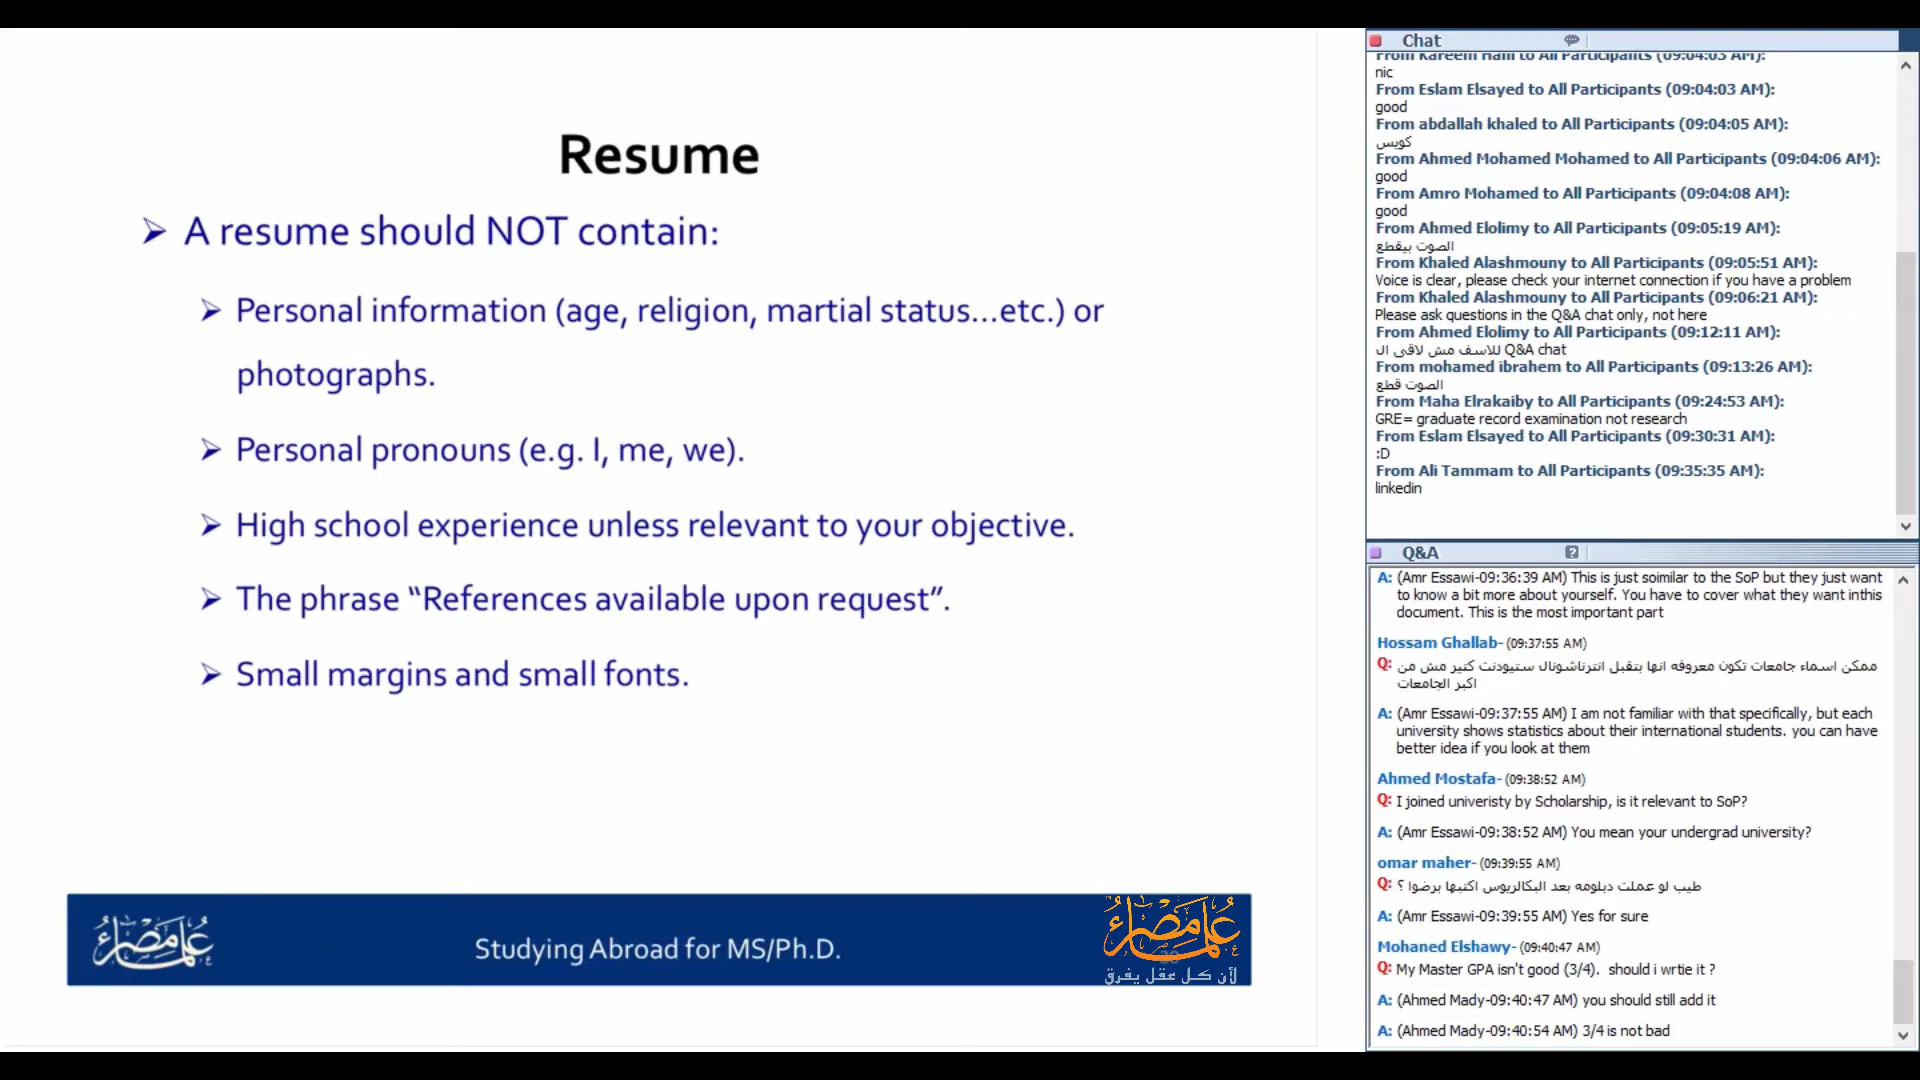 Resume
➢ A resume should NOT contain:
➢ Personal information (age, religion, martial status...etc.) or
photographs.
➢ Personal pronouns (e.g. I, me, we).
➢ High school experience unless relevant to your objective.
➢ The phrase “References available upon request”.
➢ Small margins and small fonts.
علماء مصر
Studying Abroad for MS/Ph.D.
علماء مصر
لأن كل عقل يفرق
Chat
From Kareem Hani to All Participants (09:04:03 AM):
nic
From Eslam Elsayed to All Participants (09:04:03 AM):
good
From abdallah khaled to All Participants (09:04:05 AM):
كويس
From Ahmed Mohamed Mohamed to All Participants (09:04:06 AM):
good
From Amro Mohamed to All Participants (09:04:08 AM):
good
From Ahmed Elolimy to All Participants (09:05:19 AM):
الصوت بيقطع
From Khaled Alashmouny to All Participants (09:05:51 AM):
Voice is clear, please check your internet connection if you have a problem
From Khaled Alashmouny to All Participants (09:06:21 AM):
Please ask questions in the Q&A chat only, not here
From Ahmed Elolimy to All Participants (09:12:11 AM):
للاسف مش لاقى ال Q&A chat
From mohamed ibrahem to All Participants (09:13:26 AM):
الصوت قطع
From Maha Elrakaiby to All Participants (09:24:53 AM):
GRE= graduate record examination not research
From Eslam Elsayed to All Participants (09:30:31 AM):
:D
From Ali Tammam to All Participants (09:35:35 AM):
linkedin
Q&A
A: (Amr Essawi-09:36:39 AM) This is just soimilar to the SoP but they just want
to know a bit more about yourself. You have to cover what they want inthis
document. This is the most important part
Hossam Ghallab- (09:37:55 AM)
Q: ممكن اسماء جامعات تكون معروفه انها بتقبل انترناشونال ستيودنت كتير مش من
اكبر الجامعات
A: (Amr Essawi-09:37:55 AM) I am not familiar with that specifically, but each
university shows statistics about their international students. you can have
better idea if you look at them
Ahmed Mostafa- (09:38:52 AM)
Q: I joined univeristy by Scholarship, is it relevant to SoP?
A: (Amr Essawi-09:38:52 AM) You mean your undergrad university?
omar maher- (09:39:55 AM)
Q: طيب لو عملت دبلومه بعد البكالريوس اكتبها برضوا ؟
A: (Amr Essawi-09:39:55 AM) Yes for sure
Mohaned Elshawy- (09:40:47 AM)
Q: My Master GPA isn't good (3/4). should i wrtie it ?
A: (Ahmed Mady-09:40:47 AM) you should still add it
A: (Ahmed Mady-09:40:54 AM) 3/4 is not bad